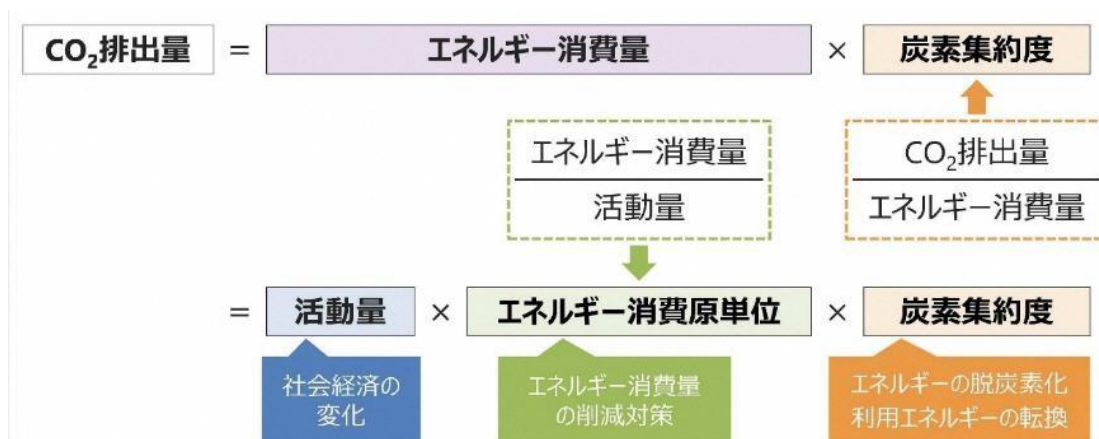 CO₂排出量 = エネルギー消費量 × 炭素集約度
エネルギー消費量
活動量
CO₂排出量
エネルギー消費量
= 活動量 × エネルギー消費原単位 × 炭素集約度
社会経済の
変化
エネルギー消費量
の削減対策
エネルギーの脱炭素化
利用エネルギーの転換